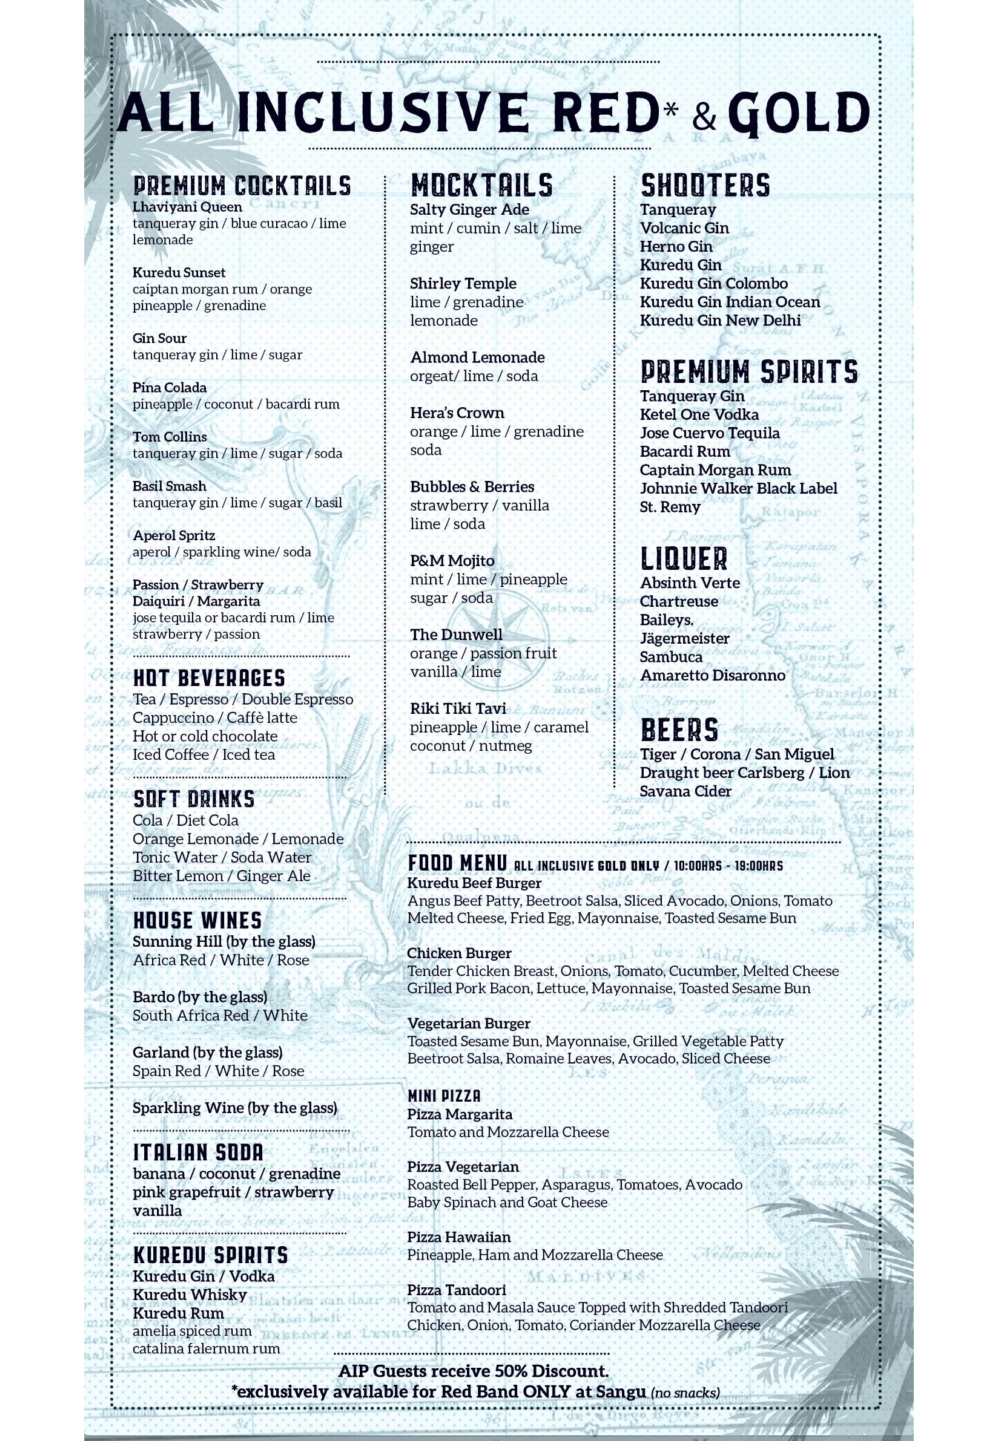 ALL INCLUSIVE RED* & GOLD
PREMIUM COCKTAILS
Lhaviyani Queen
tanqueray gin / blue curacao / lime
lemonade
Kuredu Sunset
caiptan morgan rum / orange
pineapple / grenadine
Gin Sour
tanqueray gin / lime / sugar
Pina Colada
pineapple / coconut / bacardi rum
Tom Collins
tanqueray gin / lime / sugar / soda
Basil Smash
tanqueray gin / lime / sugar / basil
Aperol Spritz
aperol / sparkling wine/ soda
Passion / Strawberry
Daiquiri / Margarita
jose tequila or bacardi rum / lime
strawberry / passion
HOT BEVERAGES
Tea / Espresso / Double Espresso
Cappuccino / Caffè latte
Hot or cold chocolate
Iced Coffee / Iced tea
SOFT DRINKS
Cola / Diet Cola
Orange Lemonade / Lemonade
Tonic Water / Soda Water
Bitter Lemon / Ginger Ale
HOUSE WINES
Sunning Hill (by the glass)
Africa Red / White / Rose
Bardo (by the glass)
South Africa Red / White
Garland (by the glass)
Spain Red / White / Rose
Sparkling Wine (by the glass)
ITALIAN SODA
banana / coconut / grenadine
pink grapefruit / strawberry
vanilla
KUREDU SPIRITS
Kuredu Gin / Vodka
Kuredu Whisky
Kuredu Rum
amelia spiced rum
catalina falernum rum
MOCKTAILS
Salty Ginger Ade
mint / cumin / salt / lime
ginger
Shirley Temple
lime / grenadine
lemonade
Almond Lemonade
orgeat/ lime / soda
Hera's Crown
orange / lime / grenadine
soda
Bubbles & Berries
strawberry / vanilla
lime / soda
P&M Mojito
mint / lime / pineapple
sugar / soda
The Dunwell
orange / passion fruit
vanilla / lime
Riki Tiki Tavi
pineapple / lime / caramel
coconut / nutmeg
SHOOTERS
Tanqueray
Volcanic Gin
Herno Gin
Kuredu Gin
Kuredu Gin Colombo
Kuredu Gin Indian Ocean
Kuredu Gin New Delhi
PREMIUM SPIRITS
Tanqueray Gin
Ketel One Vodka
Jose Cuervo Tequila
Bacardi Rum
Captain Morgan Rum
Johnnie Walker Black Label
St. Remy
LIQUER
Absinth Verte
Chartreuse
Baileys.
Jägermeister
Sambuca
Amaretto Disaronno
BEERS
Tiger / Corona / San Miguel
Draught beer Carlsberg / Lion
Savana Cider
FOOD MENU ALL INCLUSIVE GOLD ONLY / 10:00HRS - 18:00HRS
Kuredu Beef Burger
Angus Beef Patty, Beetroot Salsa, Sliced Avocado, Onions, Tomato
Melted Cheese, Fried Egg, Mayonnaise, Toasted Sesame Bun
Chicken Burger
Tender Chicken Breast, Onions, Tomato, Cucumber, Melted Cheese
Grilled Pork Bacon, Lettuce, Mayonnaise, Toasted Sesame Bun
Vegetarian Burger
Toasted Sesame Bun, Mayonnaise, Grilled Vegetable Patty
Beetroot Salsa, Romaine Leaves, Avocado, Sliced Cheese
MINI PIZZA
Pizza Margarita
Tomato and Mozzarella Cheese
Pizza Vegetarian
Roasted Bell Pepper, Asparagus, Tomatoes, Avocado
Baby Spinach and Goat Cheese
Pizza Hawaiian
Pineapple, Ham and Mozzarella Cheese
Pizza Tandoori
Tomato and Masala Sauce Topped with Shredded Tandoori
Chicken, Onion, Tomato, Coriander Mozzarella Cheese
AIP Guests receive 50% Discount.
*exclusively available for Red Band ONLY at Sangu (no snacks)